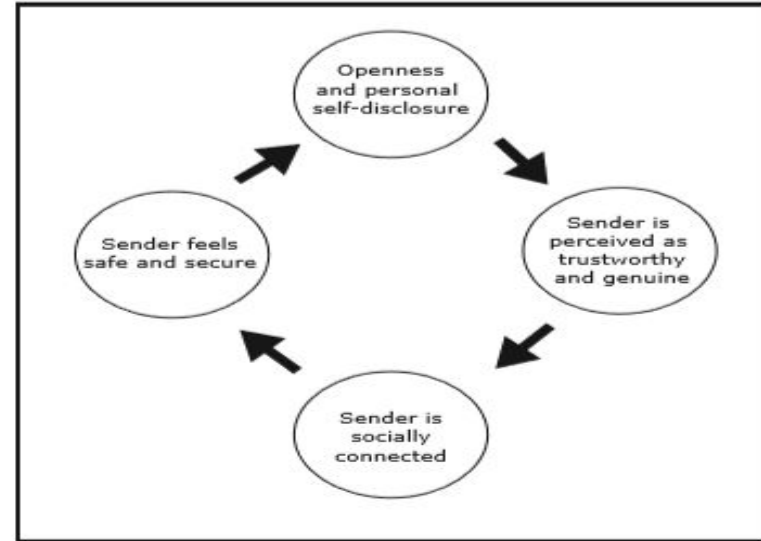 Openness
and personal
self-disclosure
Sender is
perceived as
trustworthy
and genuine
Sender is
socially
connected
Sender feels
safe and secure